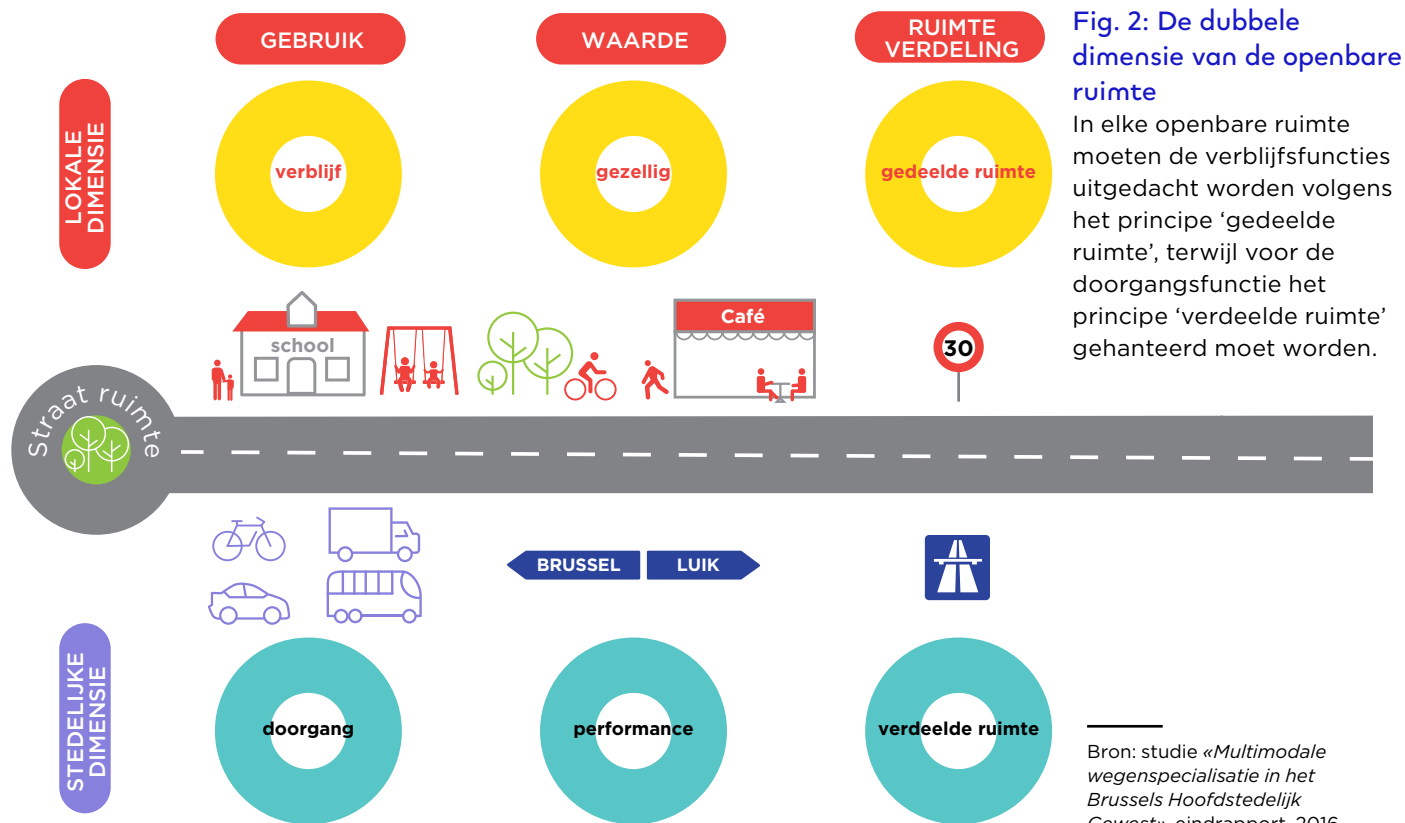 GEBRUIK
WAARDE
RUIMTE
VERDELING
Fig. 2: De dubbele
dimensie van de openbare
ruimte
In elke openbare ruimte
moeten de verblijfsfuncties
uitgedacht worden volgens
het principe ‘gedeelde
ruimte’, terwijl voor de
doorgangsfunctie het
principe ‘verdeelde ruimte’
gehanteerd moet worden.
LOKALE
DIMENSIE
verblijf
gezellig
gedeelde ruimte
school
Café
30
Straat ruimte
BRUSSEL
LUIK
STEDELIJKE
DIMENSIE
doorgang
performance
verdeelde ruimte
Bron: studie «Multimodale
wegenspecialisatie in het
Brussels Hoofdstedelijk
Gewest», eindrapport, 2016